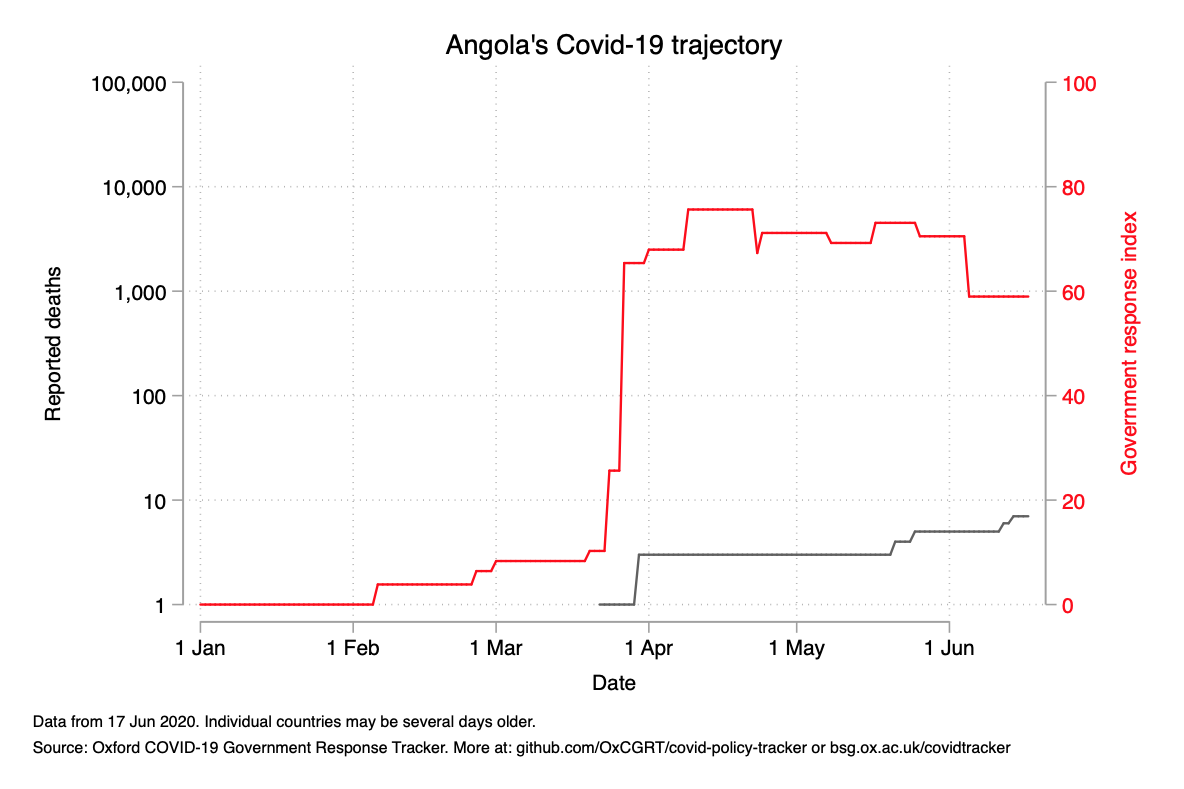 Angola's Covid-19 trajectory
100,000
10,000
1,000
100
10
1
Reported deaths
100
80
60
40
20
0
Government response index
1 Jan
1 Feb
1 Mar
1 Apr
1 May
1 Jun
Date
Data from 17 Jun 2020. Individual countries may be several days older.
Source: Oxford COVID-19 Government Response Tracker. More at: github.com/OxCGRT/covid-policy-tracker or bsg.ox.ac.uk/covidtracker